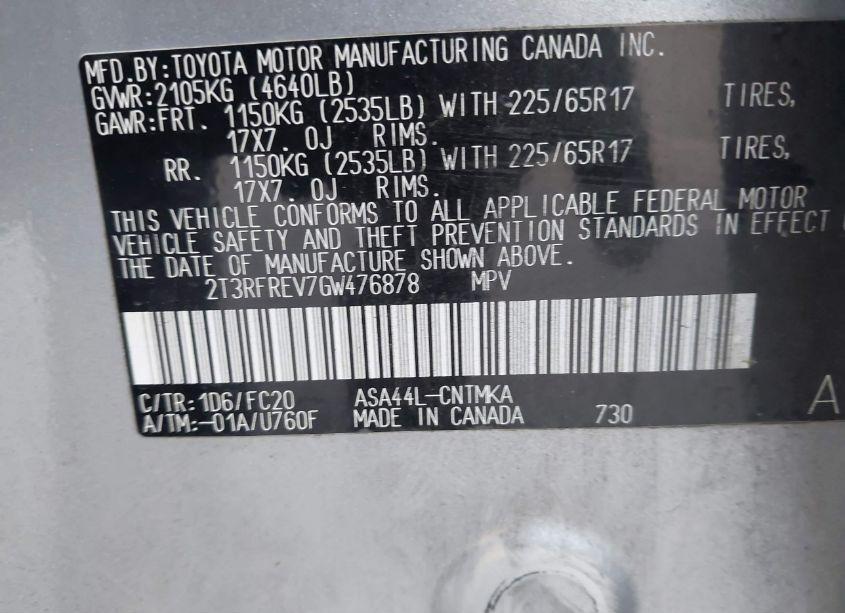 MFD.BY:TOYOTA MOTOR MANUFACTURING CANADA INC.
GVWR:2105KG (4640LB)
GAWR:FRT. 1150KG (2535LB) WITH 225/65R17 TIRES,
17X7.0J RIMS.
RR. 1150KG (2535LB) WITH 225/65R17 TIRES,
17X7.0J RIMS.
THIS VEHICLE CONFORMS TO ALL APPLICABLE FEDERAL MOTOR
VEHICLE SAFETY AND THEFT PREVENTION STANDARDS IN EFFECT
THE DATE OF MANUFACTURE SHOWN ABOVE.
2T3RFREV7GW476878 MPV
C/TR:1D6/FC20 ASA44L-CNTMKA
A/TM:-01A/U760F MADE IN CANADA 730
A